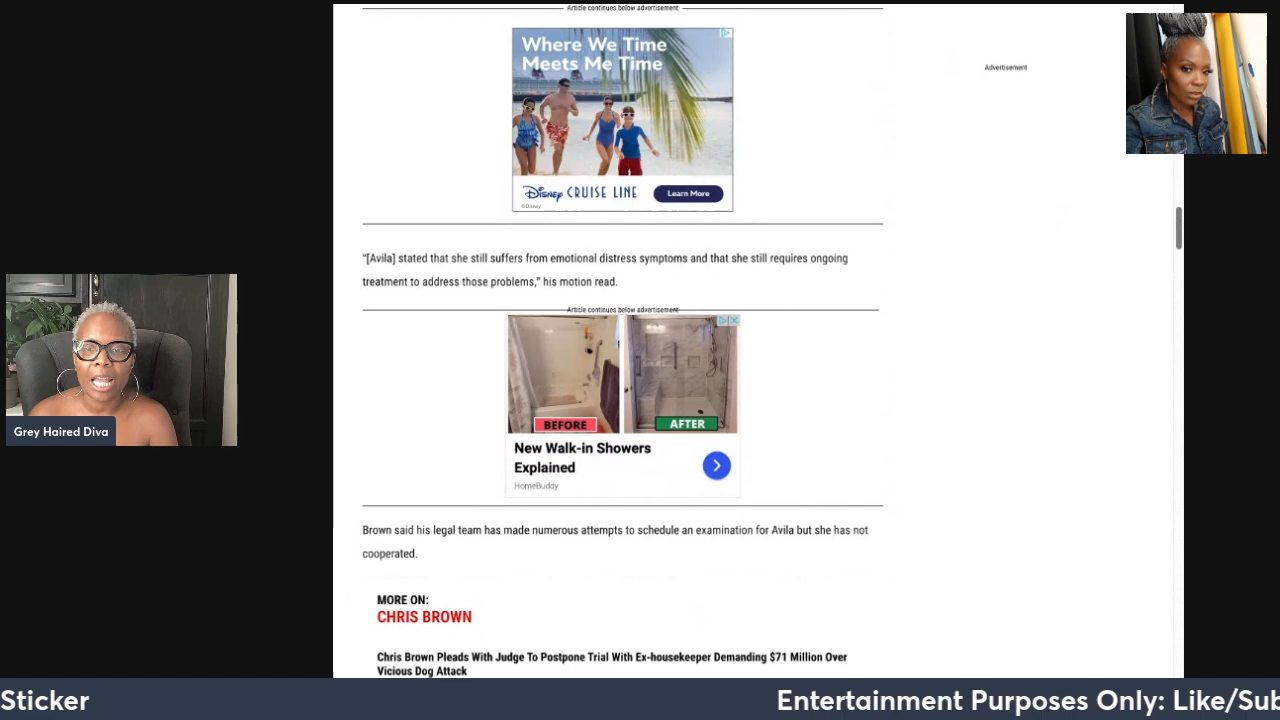 Article continues below advertisement
Where We Time
Meets Me Time
Disney CRUISE LINE
Learn More
©Disney
Advertisement
"[Avila] stated that she still suffers from emotional distress symptoms and that she still requires ongoing
treatment to address those problems," his motion read.
Article continues below advertisement
BEFORE
AFTER
New Walk-in Showers
Explained
HomeBuddy
Grey Haired Diva
Brown said his legal team has made numerous attempts to schedule an examination for Avila but she has not
cooperated.
MORE ON:
CHRIS BROWN
Chris Brown Pleads With Judge To Postpone Trial With Ex-housekeeper Demanding $71 Million Over
Vicious Dog Attack
Sticker
Entertainment Purposes Only: Like/Sub